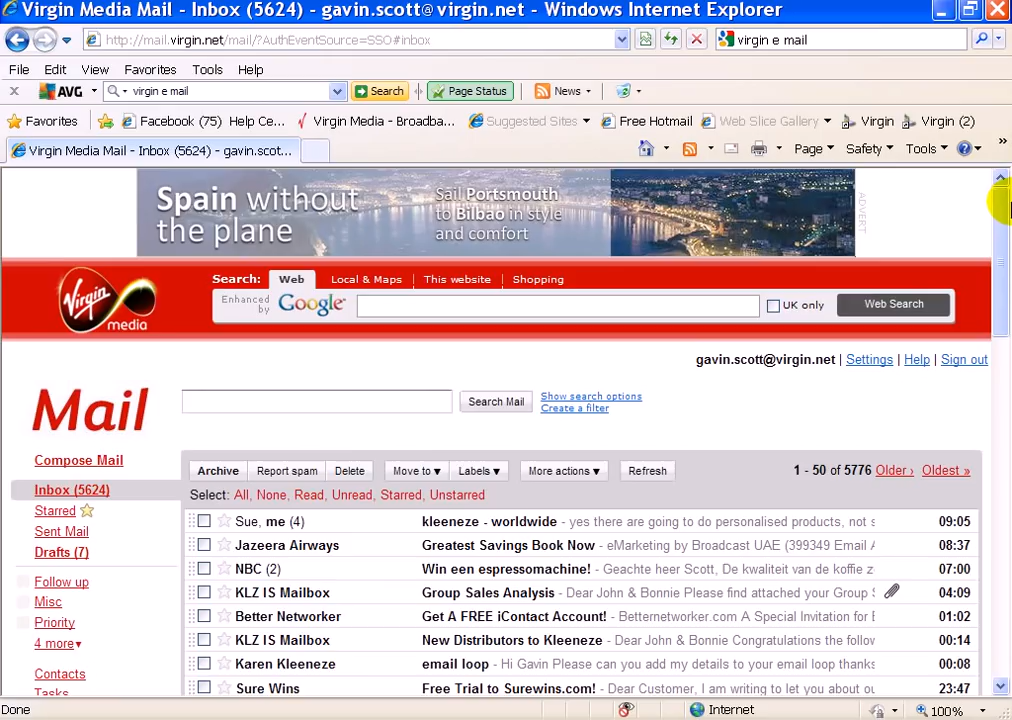 Virgin Media Mail - Inbox (5624) - gavin.scott@virgin.net - Windows Internet Explorer
http://mail.virgin.net/mail/?AuthEventSource=SSO#inbox
virgin e mail
File Edit View Favorites Tools Help
AVG virgin e mail Search Page Status News
Favorites Facebook (75) Help Ce... Virgin Media - Broadba... Suggested Sites Free Hotmail Web Slice Gallery Virgin Virgin (2)
Virgin Media Mail - Inbox (5624) - gavin.scot... Page Safety Tools
Spain without
the plane
Sail Portsmouth
to Bilbao in style
and comfort
ADVERT
Search: Web Local & Maps This website Shopping
Virgin
media
Enhanced
by Google UK only Web Search
gavin.scott@virgin.net | Settings | Help | Sign out
Mail
Search Mail
Show search options
Create a filter
Compose Mail
Inbox (5624)
Starred
Sent Mail
Drafts (7)
Follow up
Misc
Priority
4 more
Contacts
Tasks
Archive Report spam Delete Move to Labels More actions Refresh 1 - 50 of 5776 Older › Oldest »
Select: All, None, Read, Unread, Starred, Unstarred
Sue, me (4) kleeneze - worldwide - yes there are going to do personalised products, not s 09:05
Jazeera Airways Greatest Savings Book Now - eMarketing by Broadcast UAE (399349 Email A 08:37
NBC (2) Win een espressomachine! - Geachte heer Scott, De kwaliteit van de koffie z 07:00
KLZ IS Mailbox Group Sales Analysis - Dear John & Bonnie Please find attached your Group S 04:09
Better Networker Get A FREE iContact Account! - Betternetworker.com A Special Invitation for 01:02
KLZ IS Mailbox New Distributors to Kleeneze - Dear John & Bonnie Congratulations the follow 00:14
Karen Kleeneze email loop - Hi Gavin Please can you add my details to your email loop thanks 00:08
Sure Wins Free Trial to Surewins.com! - Dear Customer, I am writing to let you about ou 23:47
Done Internet 100%